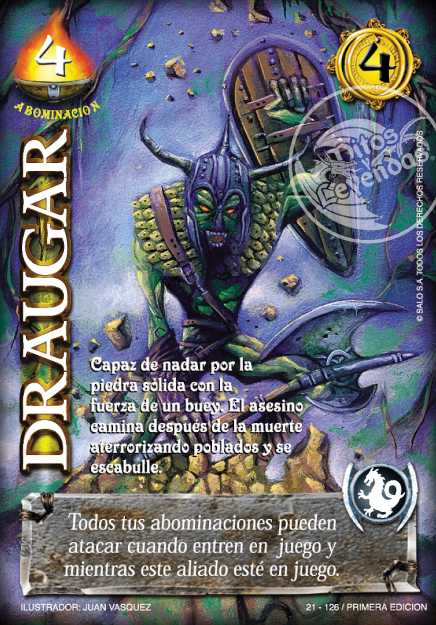 4
4
ABOMINACION
DRAUGAR
mitos y leyendas
© SALO S.A. TODOS LOS DERECHOS RESERVADOS
Capaz de nadar por la
piedra sólida con la
fuerza de un buey. El asesino
camina después de la muerte
aterrorizando poblados y se
escabulle.
Todos tus abominaciones pueden
atacar cuando entren en juego y
mientras este aliado esté en juego.
ILUSTRADOR: JUAN VASQUEZ
21 - 126 / PRIMERA EDICION